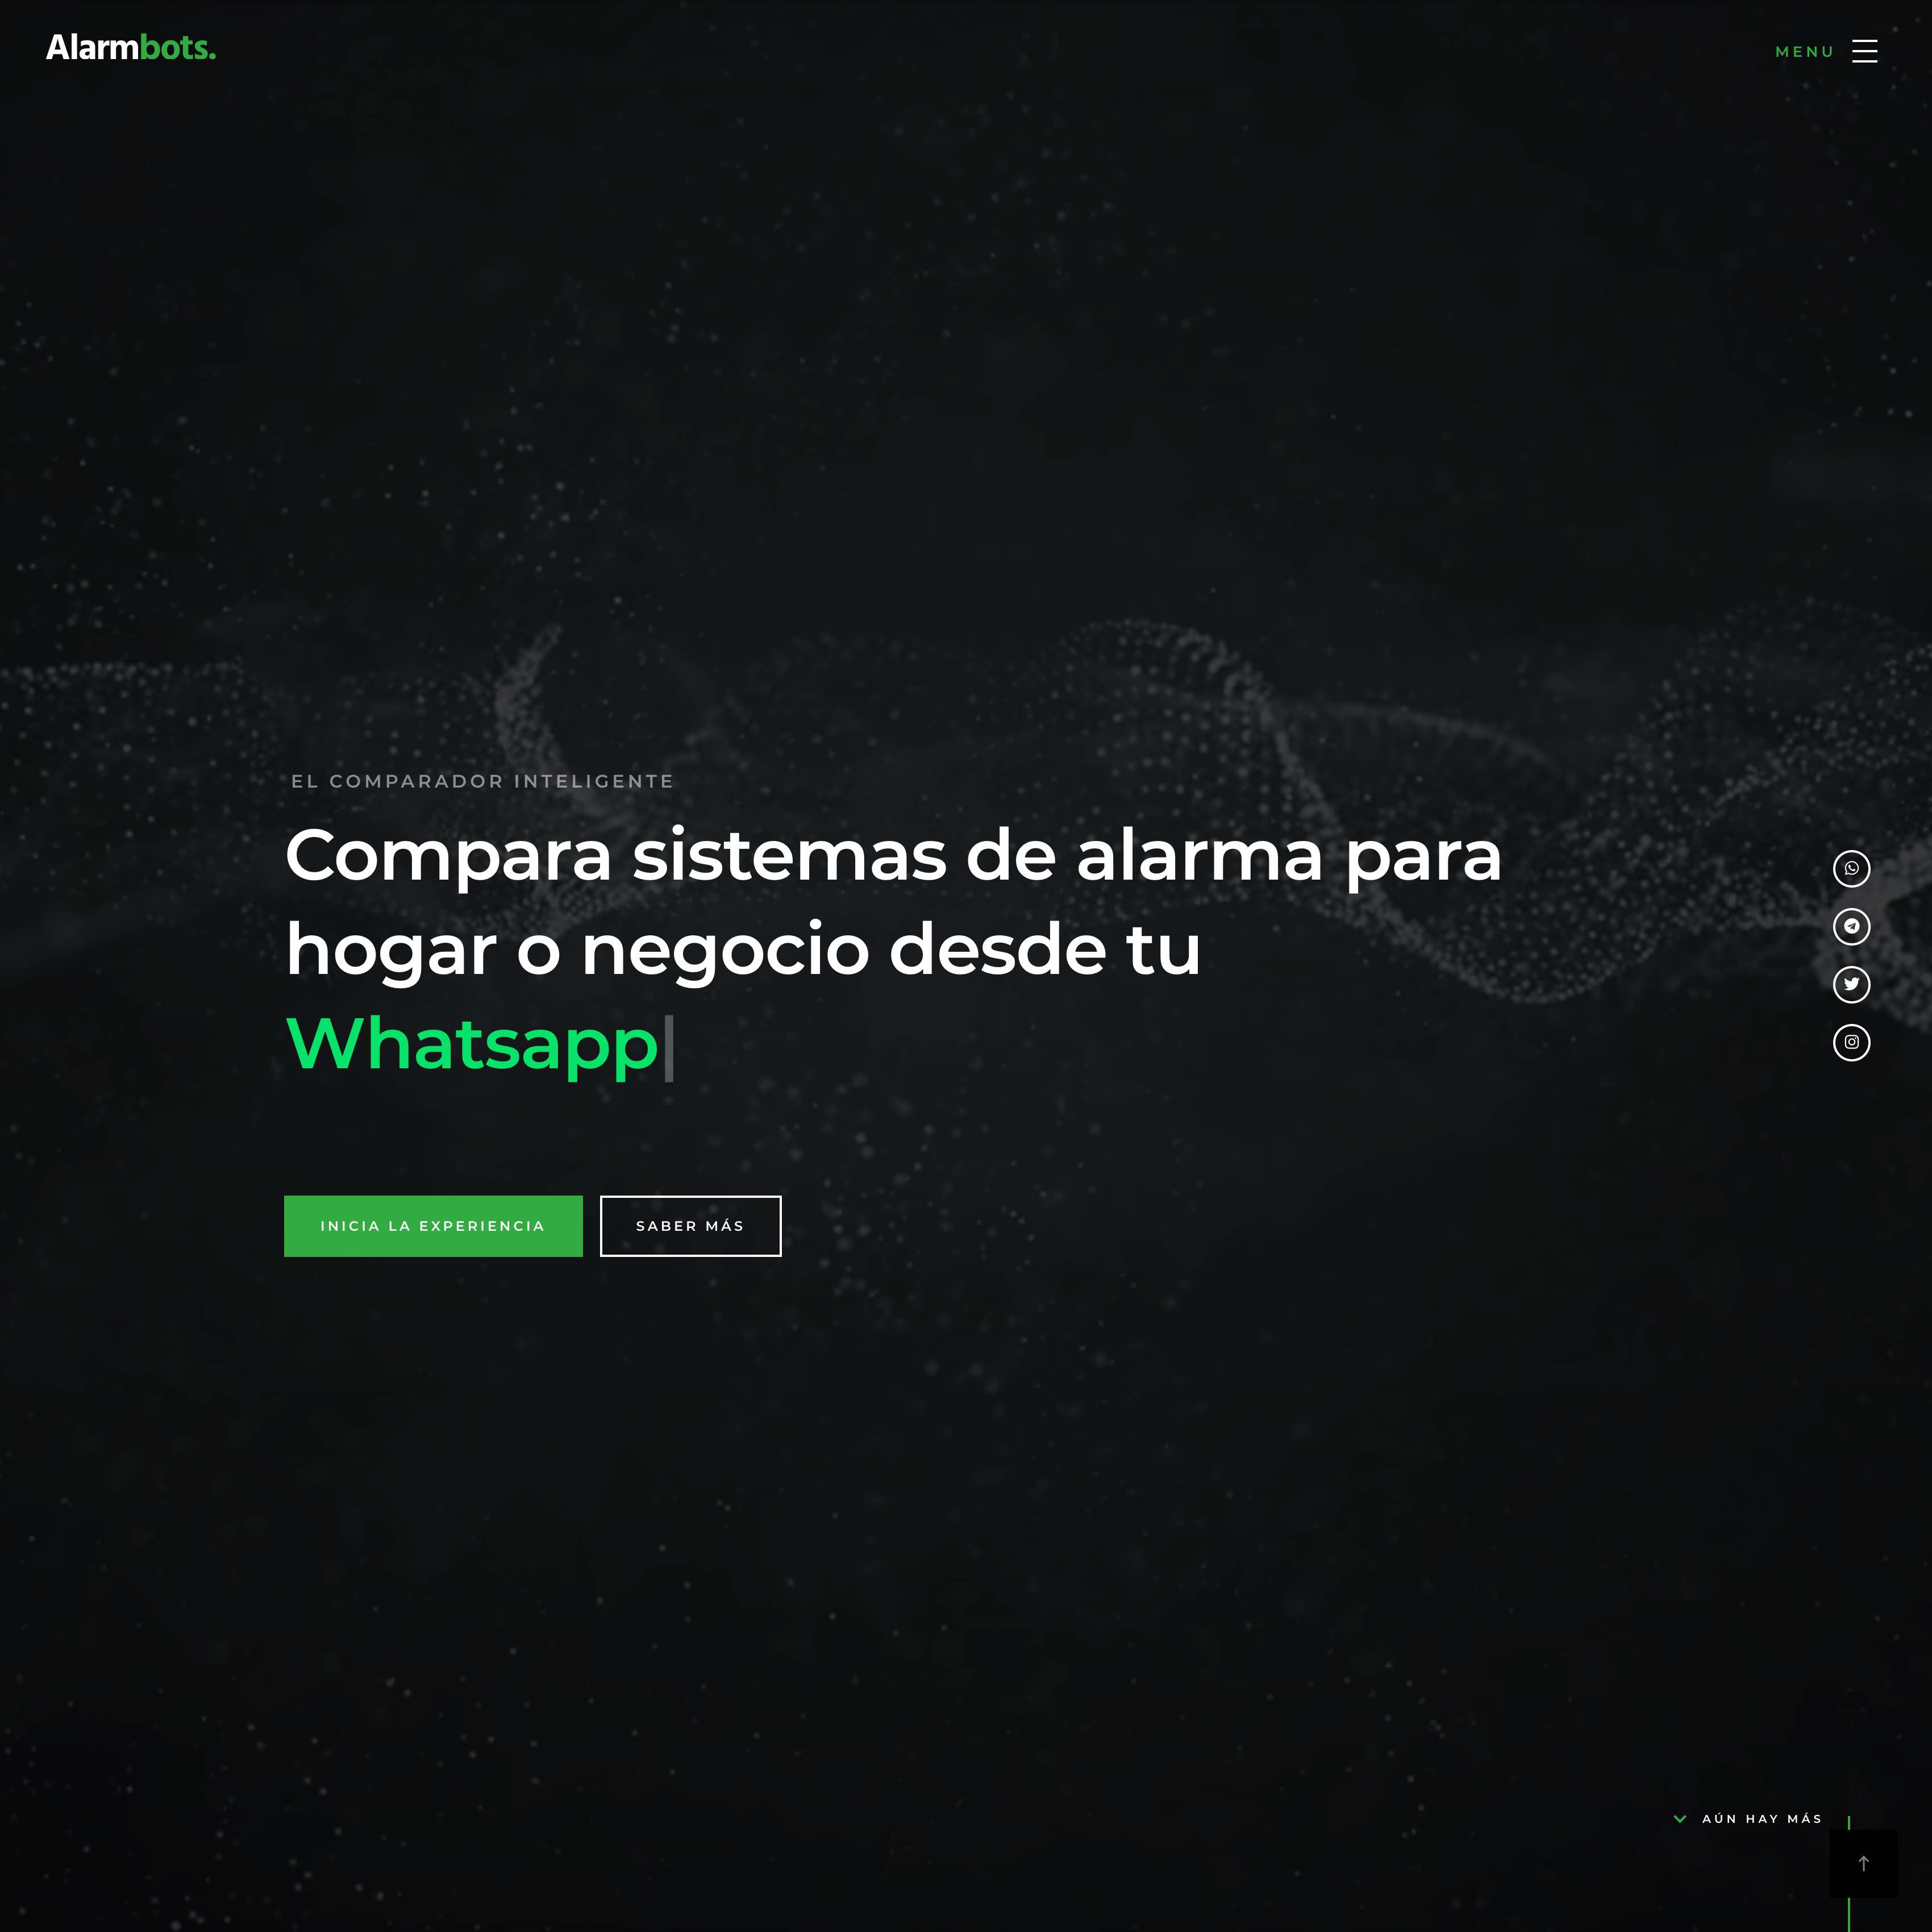 Alarmbots.
MENU
EL COMPARADOR INTELIGENTE
Compara sistemas de alarma para
hogar o negocio desde tu
Whatsapp
INICIA LA EXPERIENCIA
SABER MÁS
AÚN HAY MÁS